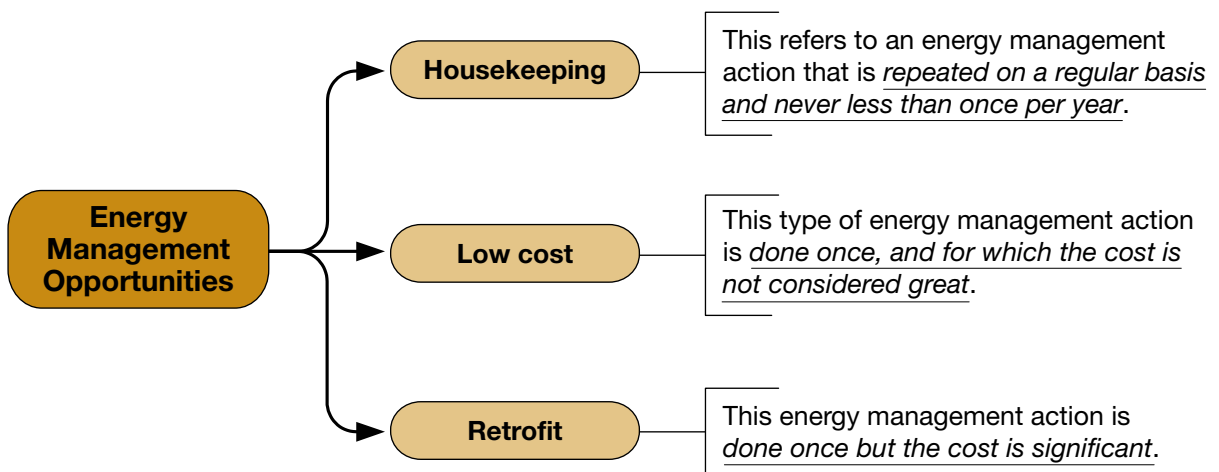 Energy
Management
Opportunities
Housekeeping
This refers to an energy management
action that is repeated on a regular basis
and never less than once per year.
Low cost
This type of energy management action
is done once, and for which the cost is
not considered great.
Retrofit
This energy management action is
done once but the cost is significant.